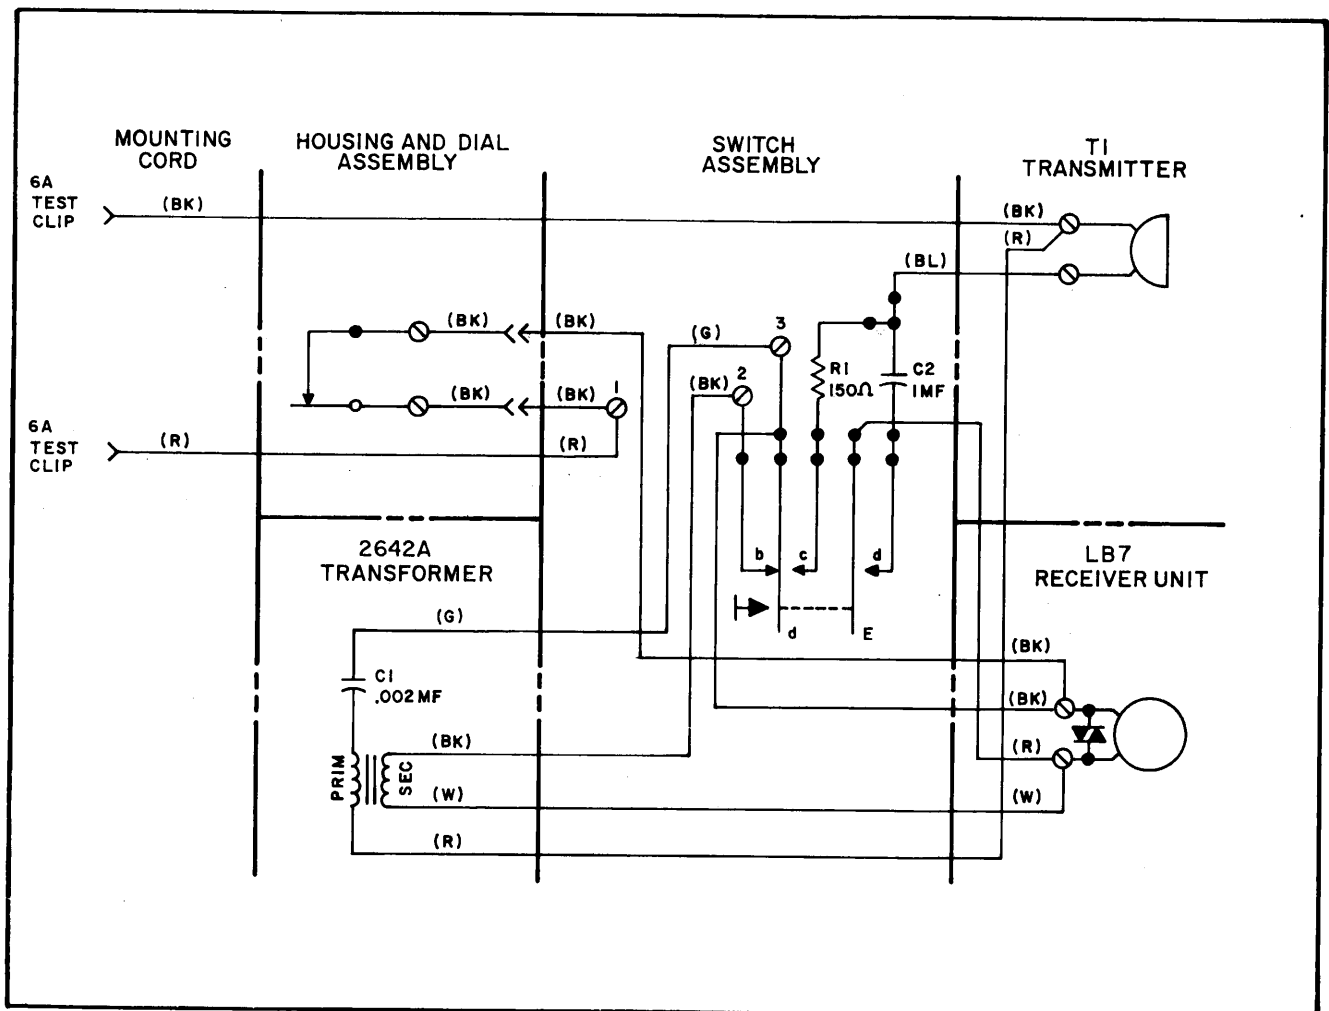 MOUNTING
CORD
HOUSING AND DIAL
ASSEMBLY
SWITCH
ASSEMBLY
T1
TRANSMITTER
6A
TEST
CLIP
(BK)
(BK)
(R)
(BL)
(BK)
(BK)
(G)
3
(BK)
2
R1
150Ω
C2
1MF
(BK)
(BK)
1
6A
TEST
CLIP
(R)
(R)
2642A
TRANSFORMER
b
c
d
LB7
RECEIVER UNIT
d
E
(G)
(BK)
C1
.002MF
(BK)
(BK)
(R)
PRIM
SEC
(W)
(W)
(R)